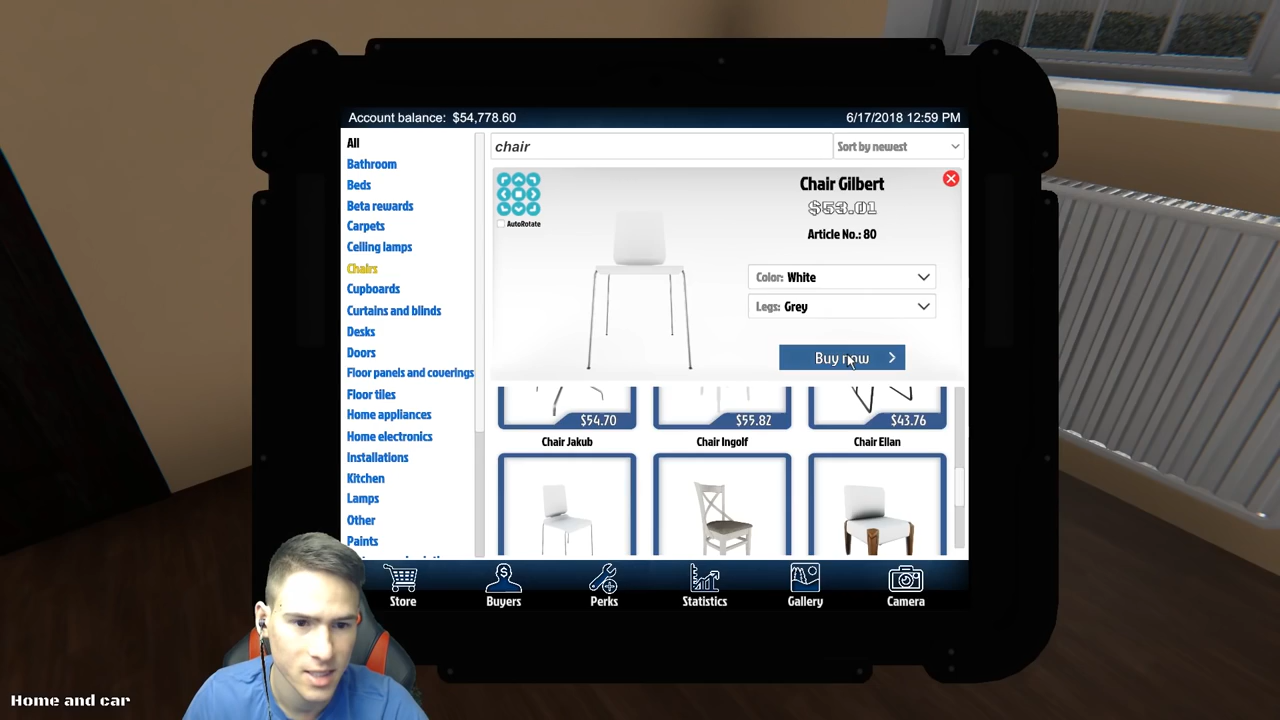 Account balance: $54,778.60
6/17/2018 12:59 PM
All
Bathroom
Beds
Beta rewards
Carpets
Ceiling lamps
Chairs
Cupboards
Curtains and blinds
Desks
Doors
Floor panels and coverings
Floor tiles
Home appliances
Home electronics
Installations
Kitchen
Lamps
Other
Paints
chair
Sort by newest
AutoRotate
Chair Gilbert
$53.01
Article No.: 80
Color: White
Legs: Grey
Buy now
$54.70
$55.82
$43.76
Chair Jakub
Chair Ingolf
Chair Ellan
Store
Buyers
Perks
Statistics
Gallery
Camera
Home and car